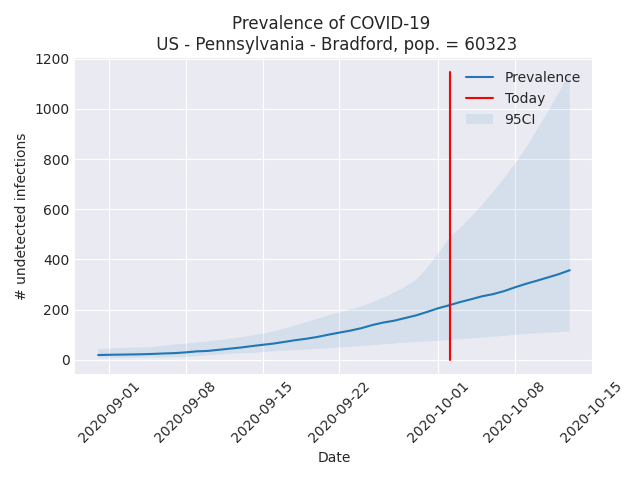 Prevalence of COVID-19
US - Pennsylvania - Bradford, pop. = 60323
1200
1000
800
600
400
200
0
# undetected infections
Prevalence
Today
95CI
2020-09-01
2020-09-08
2020-09-15
2020-09-22
2020-10-01
2020-10-08
2020-10-15
Date